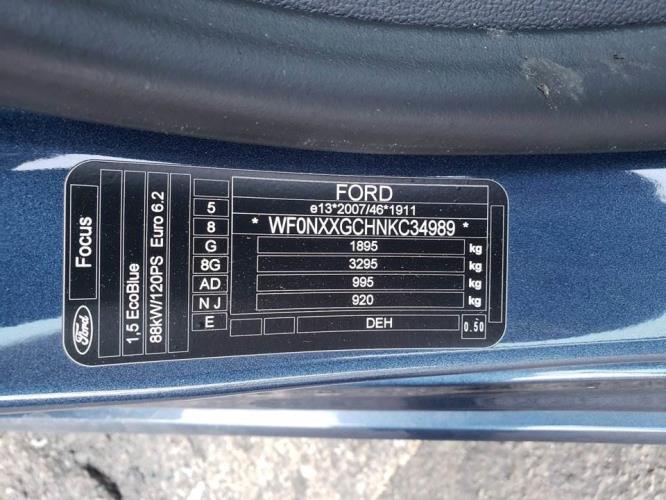 FORD
5 e13*2007/46*1911
8 * WF0NXXGCHNKC34989 *
G 1895 kg
8G 3295 kg
AD 995 kg
N J 920 kg
E DEH 0.50
Ford
Focus
1,5 EcoBlue
88kW/120PS Euro 6.2